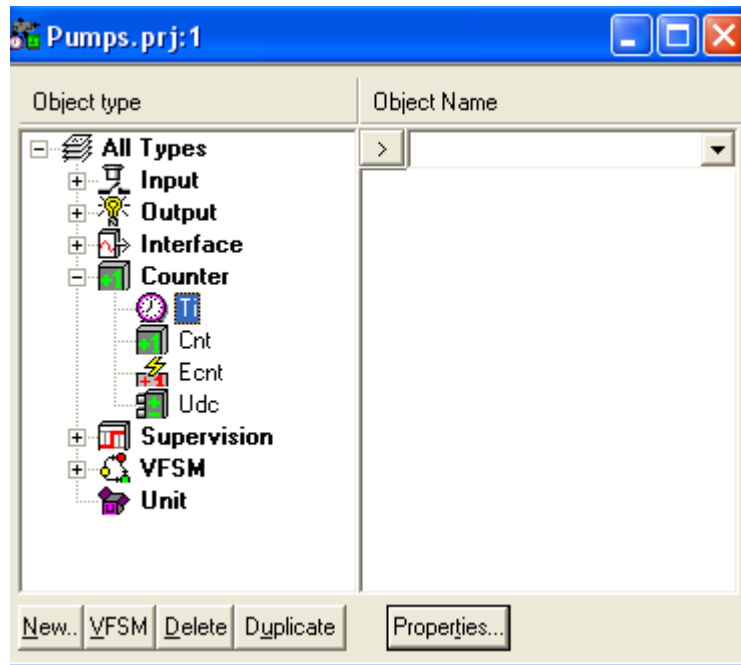 Pumps.prj:1
Object type Object Name
All Types
>
Input
Output
Interface
Counter
Ti
Cnt
Ecnt
Udc
Supervision
VFSM
Unit
New.. VFSM Delete Duplicate Properties...